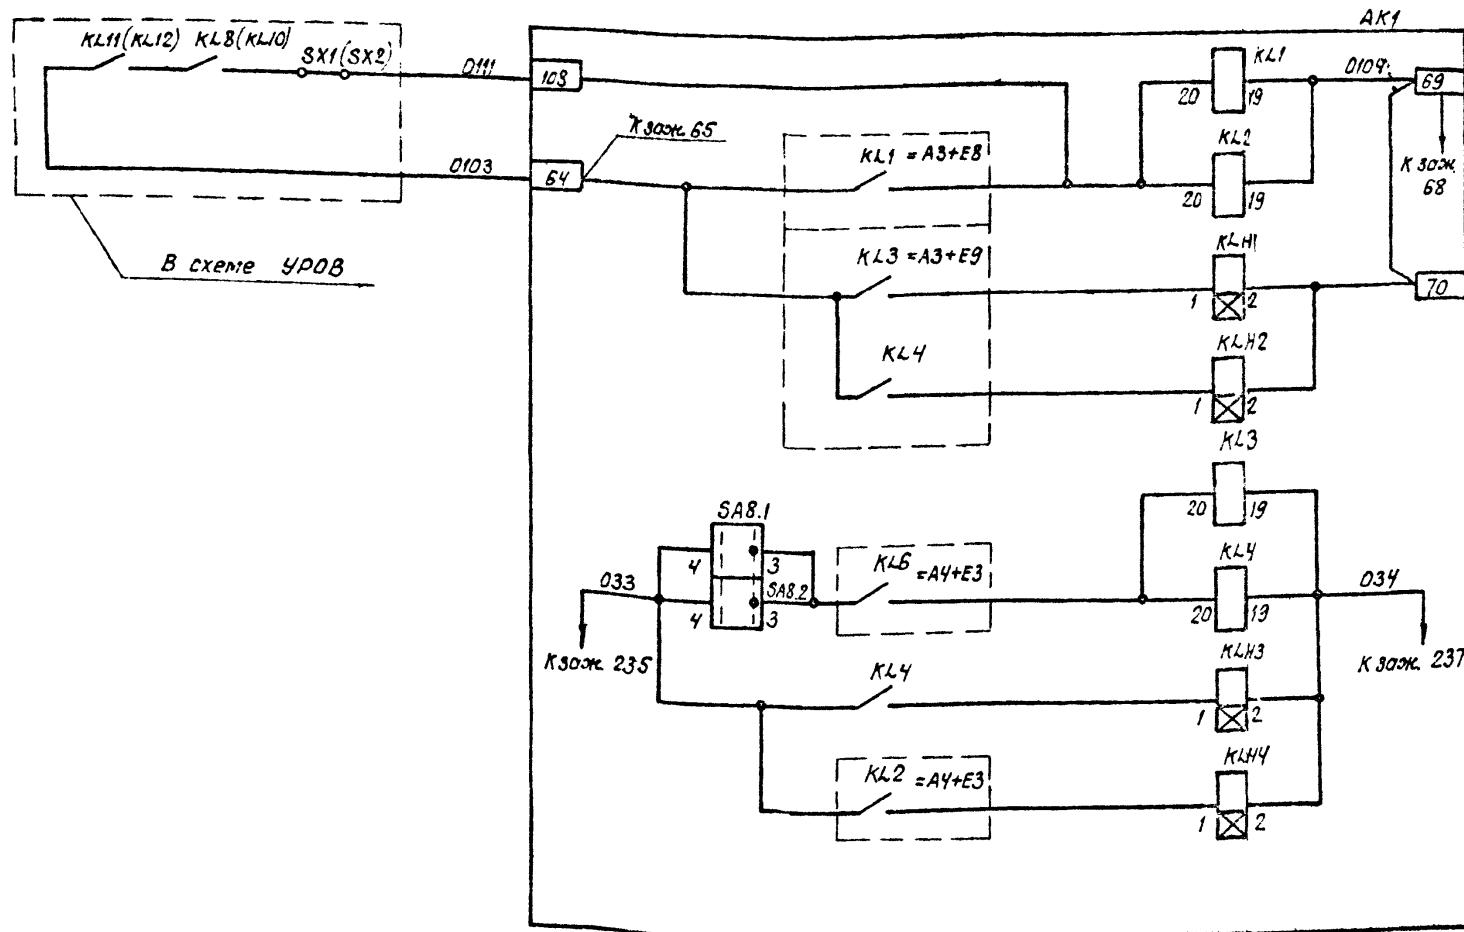 АК1
KL11(KL12) KL8(KL10) SX1(SX2)
0111
103
20 KL1 19
0109
69
К заж. 65
К заж. 68
0103
64
KL1 =A3+E8
20 KL2 19
В схеме УРОВ
KL3 =A3+E9
1 KLH1 2
70
KL4
1 KLH2 2
20 KL3 19
SA8.1
4 3
SA8.2
4 3
033
К заж. 235
KL6 =A4+E3
20 KL4 19
034
К заж. 237
KL4
1 KLH3 2
KL2 =A4+E3
1 KLH4 2